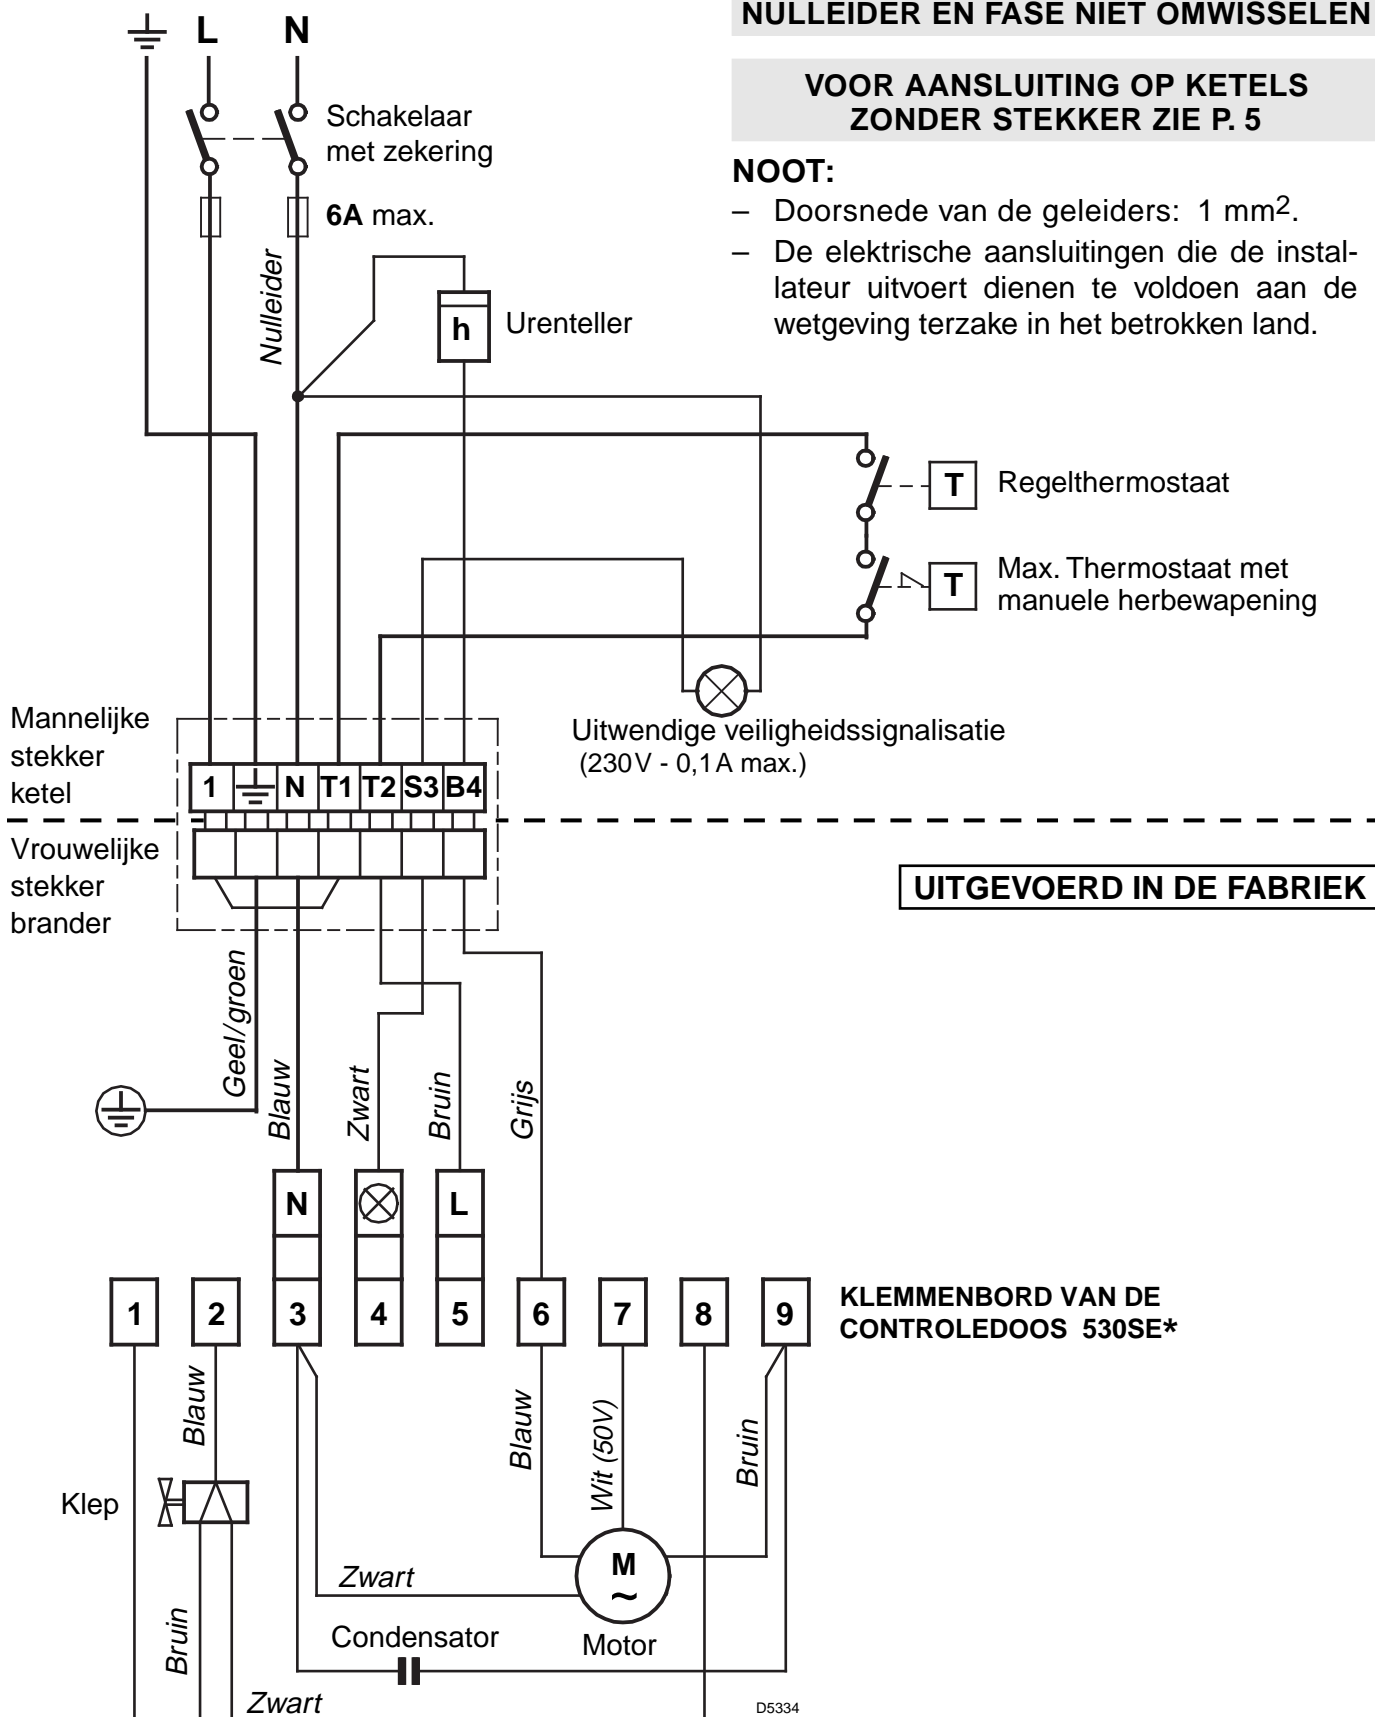 NULLEIDER EN FASE NIET OMWISSELEN
L N
VOOR AANSLUITING OP KETELS
ZONDER STEKKER ZIE P. 5
Schakelaar
met zekering
6A max.
NOOT:
– Doorsnede van de geleiders: 1 mm2.
– De elektrische aansluitingen die de instal-
lateur uitvoert dienen te voldoen aan de
wetgeving terzake in het betrokken land.
Nulleider
h Urenteller
T Regelthermostaat
T Max. Thermostaat met
manuele herbewapening
Uitwendige veiligheidssignalisatie
(230V - 0,1A max.)
Mannelijke
stekker
ketel
1 N T1 T2 S3 B4
Vrouwelijke
stekker
brander
UITGEVOERD IN DE FABRIEK
Geel/groen
Blauw
Zwart
Bruin
Grijs
N L
1 2 3 4 5 6 7 8 9
KLEMMENBORD VAN DE
CONTROLEDOOS 530SE*
Blauw
Blauw
Wit (50V)
Bruin
Klep
M
~
Motor
Zwart
Condensator
Bruin
Zwart
D5334